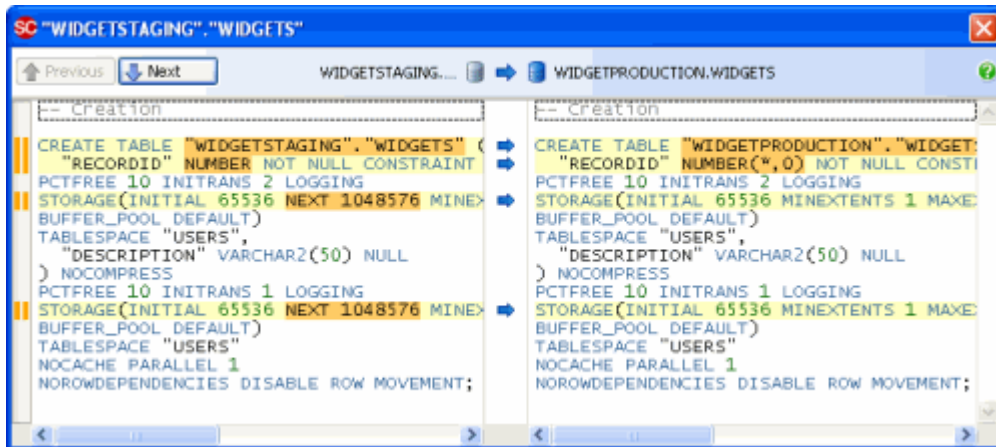 SC "WIDGETSTAGING"."WIDGETS"
Previous Next WIDGETSTAGING.... WIDGETPRODUCTION.WIDGETS
-- Creation
CREATE TABLE "WIDGETSTAGING"."WIDGETS" (
"RECORDID" NUMBER NOT NULL CONSTRAINT
PCTFREE 10 INITRANS 2 LOGGING
STORAGE(INITIAL 65536 NEXT 1048576 MINEX
BUFFER_POOL DEFAULT)
TABLESPACE "USERS",
"DESCRIPTION" VARCHAR2(50) NULL
) NOCOMPRESS
PCTFREE 10 INITRANS 1 LOGGING
STORAGE(INITIAL 65536 NEXT 1048576 MINEX
BUFFER_POOL DEFAULT)
TABLESPACE "USERS"
NOCACHE PARALLEL 1
NOROWDEPENDENCIES DISABLE ROW MOVEMENT;
-- Creation
CREATE TABLE "WIDGETPRODUCTION"."WIDGET
"RECORDID" NUMBER(*,0) NOT NULL CONST
PCTFREE 10 INITRANS 2 LOGGING
STORAGE(INITIAL 65536 MINEXTENTS 1 MAXE
BUFFER_POOL DEFAULT)
TABLESPACE "USERS",
"DESCRIPTION" VARCHAR2(50) NULL
) NOCOMPRESS
PCTFREE 10 INITRANS 1 LOGGING
STORAGE(INITIAL 65536 MINEXTENTS 1 MAXE
BUFFER_POOL DEFAULT)
TABLESPACE "USERS"
NOCACHE PARALLEL 1
NOROWDEPENDENCIES DISABLE ROW MOVEMENT;